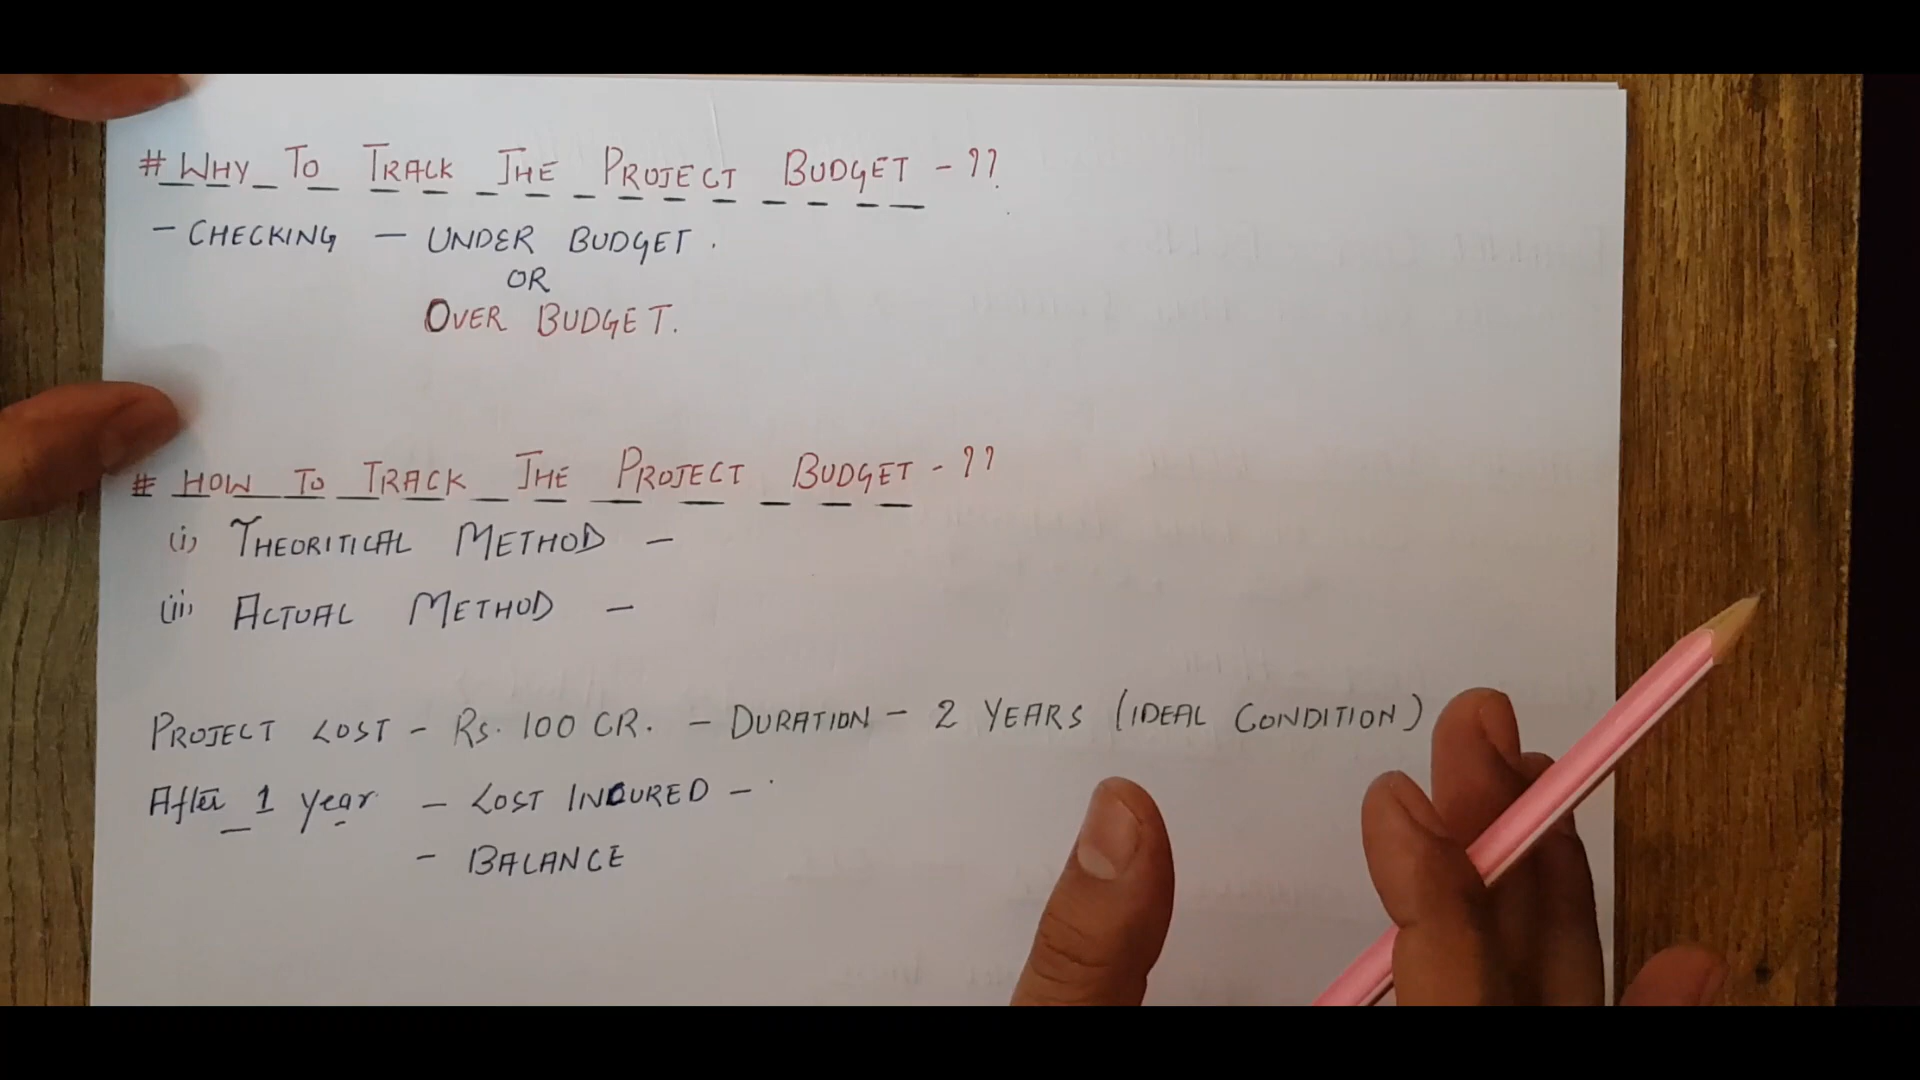 # WHY TO TRACK THE PROJECT BUDGET - ??
- CHECKING - UNDER BUDGET.
OR
OVER BUDGET.
# HOW TO TRACK THE PROJECT BUDGET - ??
(i) THEORITICAL METHOD -
(ii) ACTUAL METHOD -
PROJECT COST - RS. 100 CR. - DURATION - 2 YEARS (IDEAL CONDITION)
After 1 year - COST INCURED -
- BALANCE